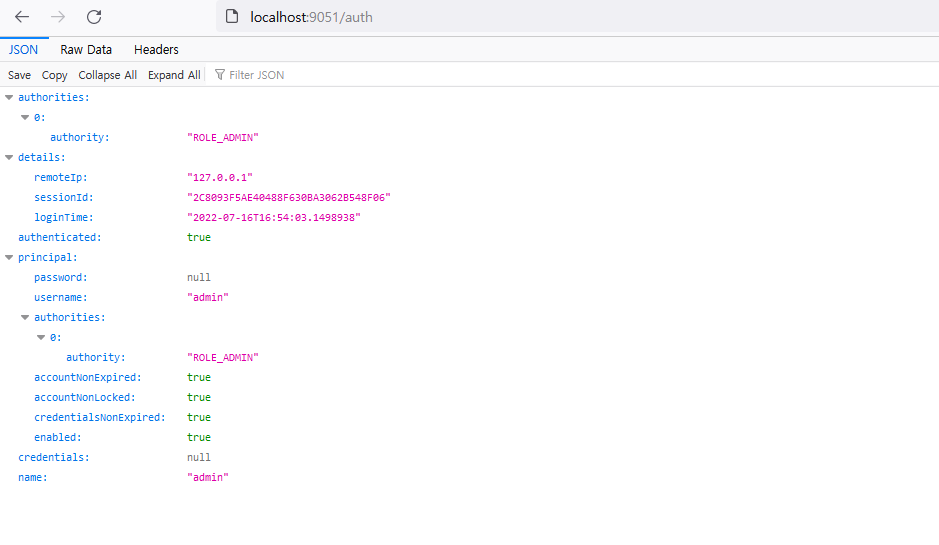 localhost:9051/auth
JSON Raw Data Headers
Save Copy Collapse All Expand All Filter JSON
authorities:
0:
authority: "ROLE_ADMIN"
details:
remoteIp: "127.0.0.1"
sessionId: "2C8093F5AE40488F630BA3062B548F06"
loginTime: "2022-07-16T16:54:03.1498938"
authenticated: true
principal:
password: null
username: "admin"
authorities:
0:
authority: "ROLE_ADMIN"
accountNonExpired: true
accountNonLocked: true
credentialsNonExpired: true
enabled: true
credentials: null
name: "admin"